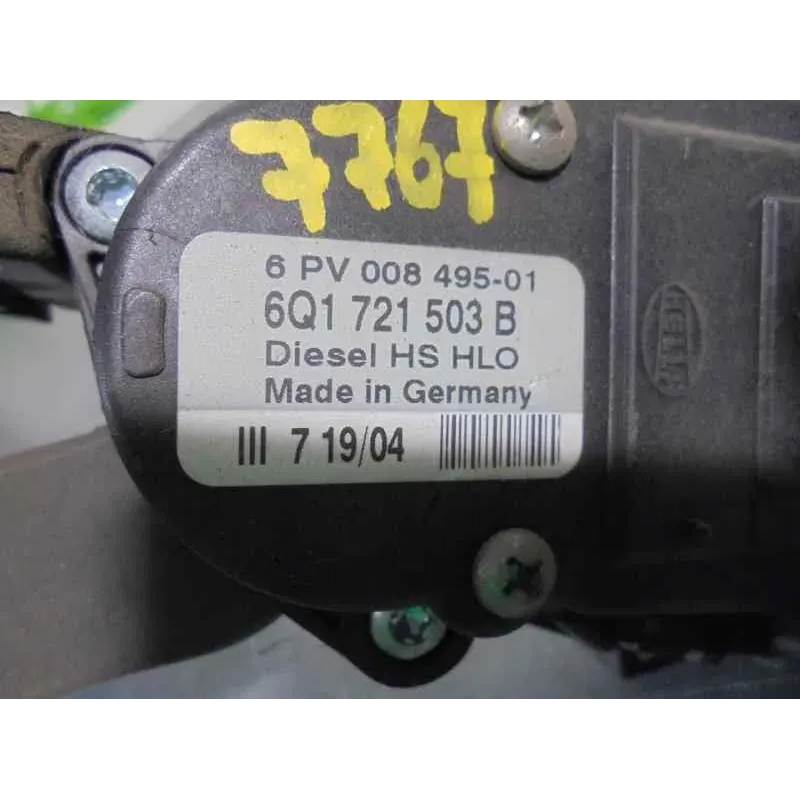 7767
6 PV 008 495-01
6Q1 721 503 B
Diesel HS HLO
Made in Germany
III 7 19/04
HELLA